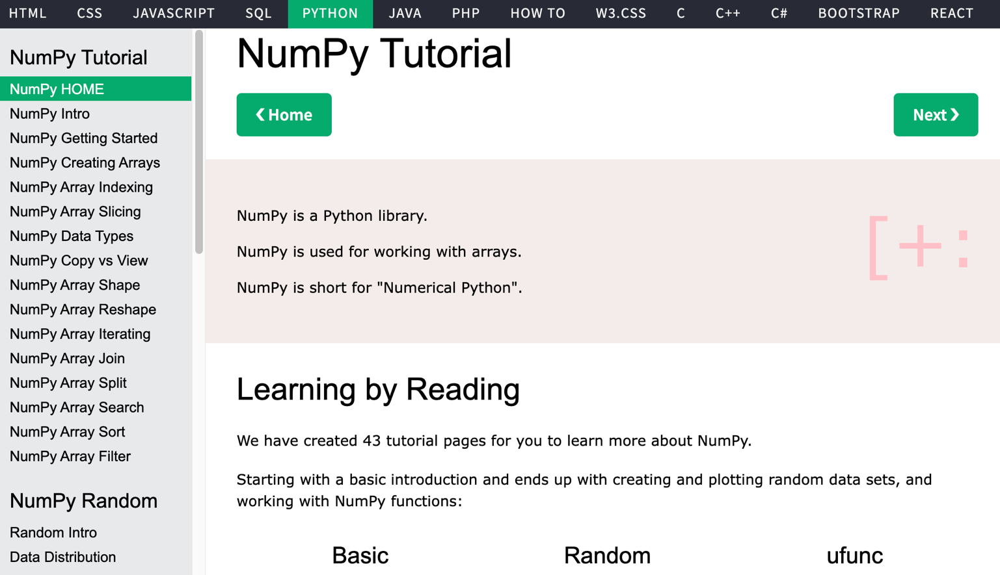 HTML CSS JAVASCRIPT SQL PYTHON JAVA PHP HOW TO W3.CSS C C++ C# BOOTSTRAP REACT
NumPy Tutorial
NumPy HOME
NumPy Intro
NumPy Getting Started
NumPy Creating Arrays
NumPy Array Indexing
NumPy Array Slicing
NumPy Data Types
NumPy Copy vs View
NumPy Array Shape
NumPy Array Reshape
NumPy Array Iterating
NumPy Array Join
NumPy Array Split
NumPy Array Search
NumPy Array Sort
NumPy Array Filter
NumPy Random
Random Intro
Data Distribution
NumPy Tutorial
❮ Home
Next ❯
NumPy is a Python library.
NumPy is used for working with arrays.
NumPy is short for "Numerical Python".
[+:
Learning by Reading
We have created 43 tutorial pages for you to learn more about NumPy.
Starting with a basic introduction and ends up with creating and plotting random data sets, and
working with NumPy functions:
Basic Random ufunc